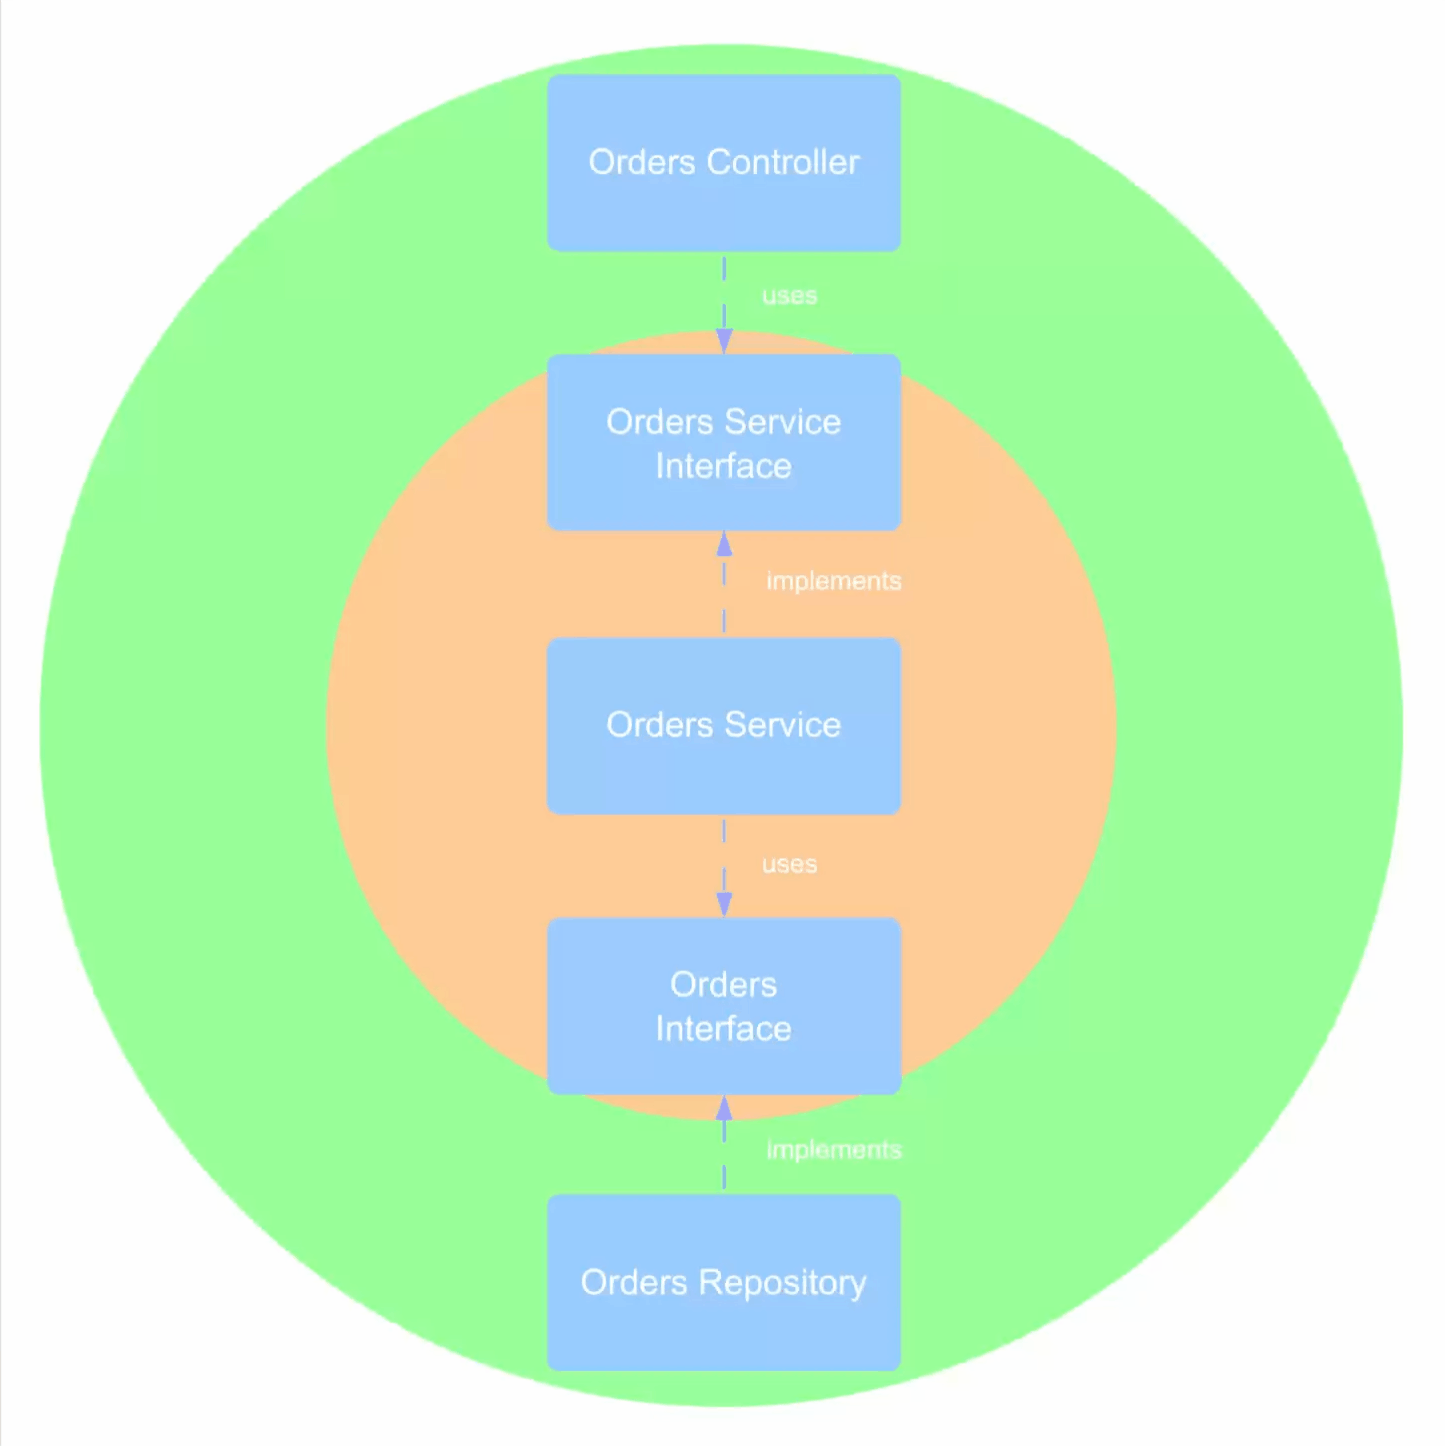 Orders Controller
uses
Orders Service
Interface
implements
Orders Service
uses
Orders
Interface
implements
Orders Repository